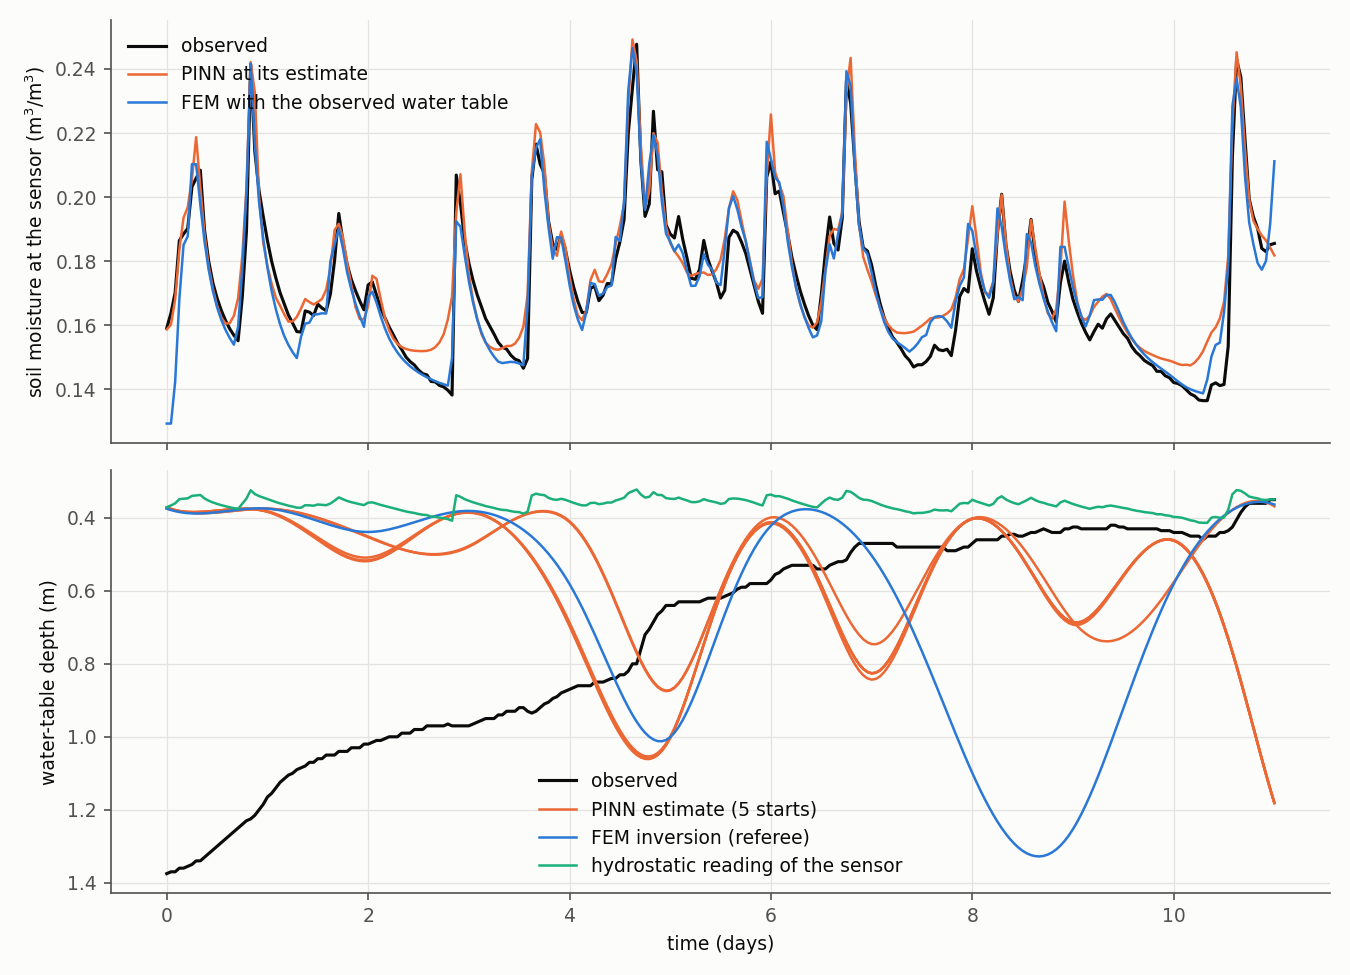 soil moisture at the sensor (m³/m³)
0.24
0.22
0.20
0.18
0.16
0.14
observed
PINN at its estimate
FEM with the observed water table
water-table depth (m)
0.4
0.6
0.8
1.0
1.2
1.4
observed
PINN estimate (5 starts)
FEM inversion (referee)
hydrostatic reading of the sensor
0 2 4 6 8 10
time (days)